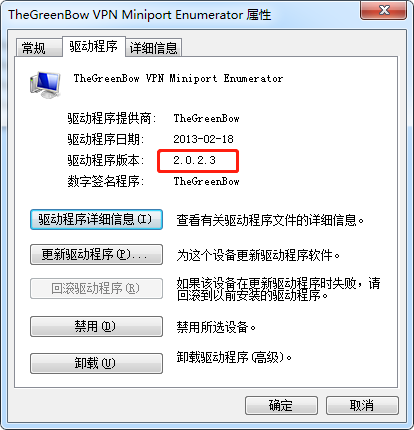 TheGreenBow VPN Miniport Enumerator 属性
常规 驱动程序 详细信息
TheGreenBow VPN Miniport Enumerator
驱动程序提供商: TheGreenBow
驱动程序日期: 2013-02-18
驱动程序版本: 2.0.2.3
数字签名程序: TheGreenBow
驱动程序详细信息(I) 查看有关驱动程序文件的详细信息。
更新驱动程序(P)... 为这个设备更新驱动程序软件。
回滚驱动程序(R) 如果该设备在更新驱动程序时失败，请
回滚到以前安装的驱动程序。
禁用(D) 禁用所选设备。
卸载(U) 卸载驱动程序(高级)。
确定 取消